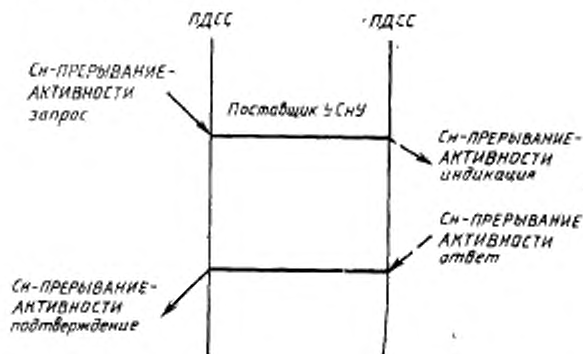 ПДСС
ПДСС
Сн-ПРЕРЫВАНИЕ-
АКТИВНОСТИ
запрос
Поставщик УСнУ
Сн-ПРЕРЫВАНИЕ-
АКТИВНОСТИ
индикация
Сн-ПРЕРЫВАНИЕ
АКТИВНОСТИ
ответ
Сн-ПРЕРЫВАНИЕ-
АКТИВНОСТИ
подтверждение